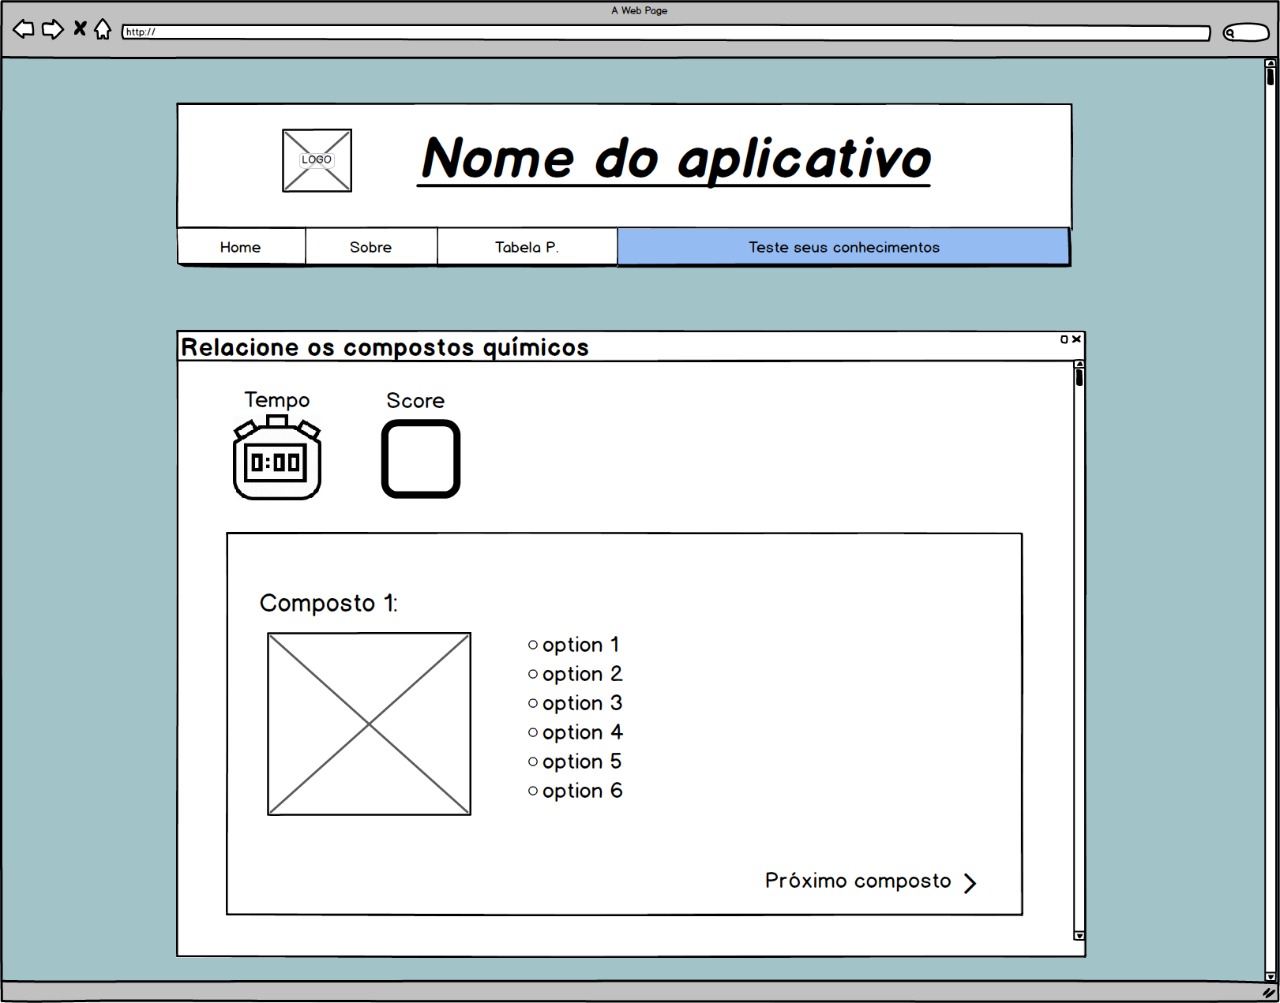 A Web Page
http://
LOGO
Nome do aplicativo
Home
Sobre
Tabela P.
Teste seus conhecimentos
Relacione os compostos químicos
Tempo
Score
0:00
Composto 1:
option 1
option 2
option 3
option 4
option 5
option 6
Próximo composto